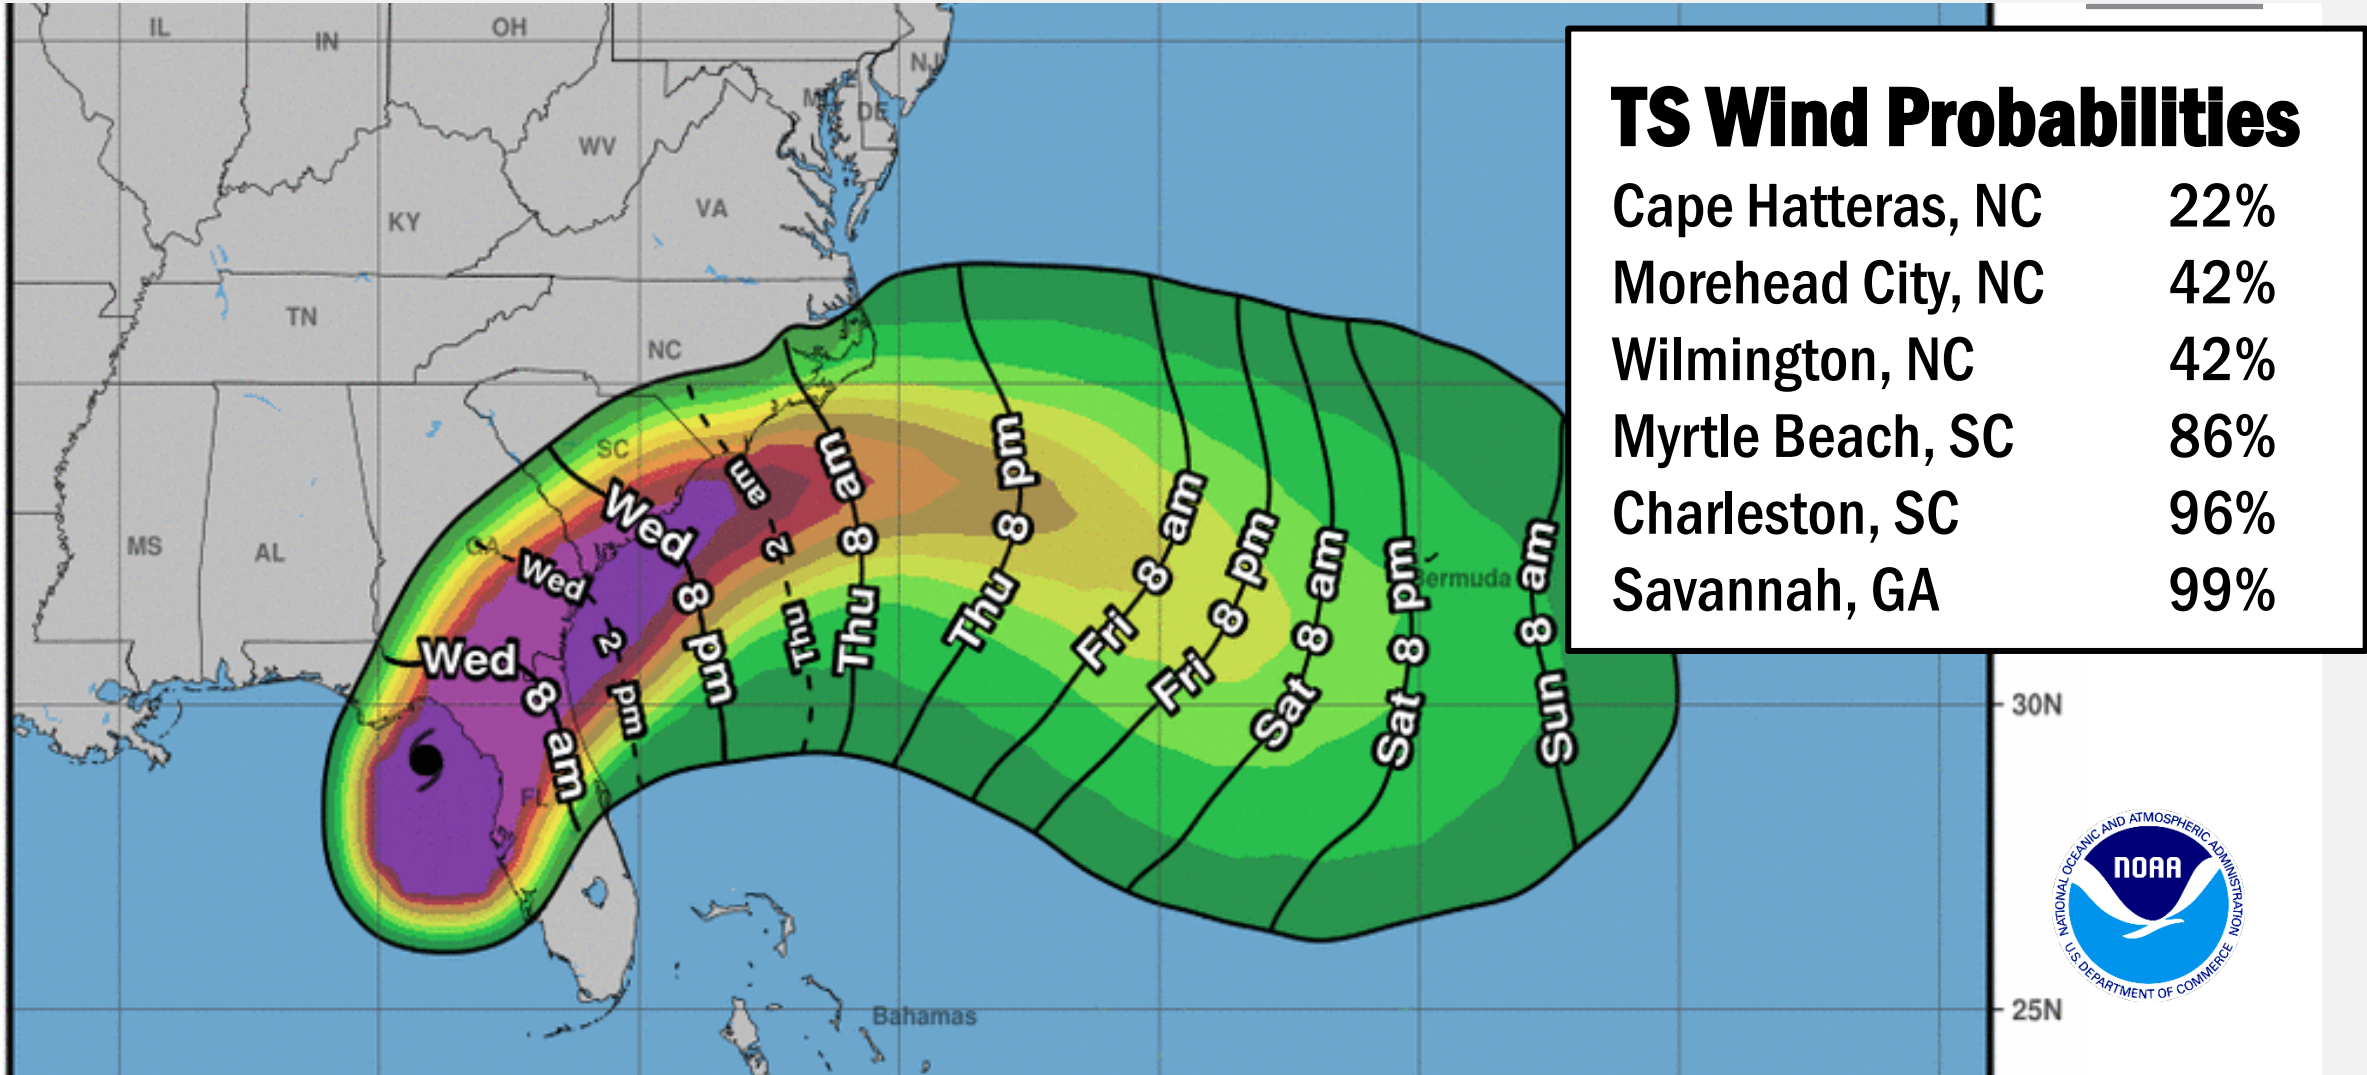 IL
IN
OH
NJ
DE
WV
KY
VA
TN
NC
SC
MS
AL
GA
FL
Wed 8 am
Wed 2 pm
Wed 8 pm
Thu 2 am
Thu 8 am
Thu 8 pm
Fri 8 am
Fri 8 pm
Sat 8 am
Sat 8 pm
Sun 8 am
Bermuda
Bahamas
30N
25N
TS Wind Probabilities
Cape Hatteras, NC 22%
Morehead City, NC 42%
Wilmington, NC 42%
Myrtle Beach, SC 86%
Charleston, SC 96%
Savannah, GA 99%
NOAA
NATIONAL OCEANIC AND ATMOSPHERIC ADMINISTRATION
U.S. DEPARTMENT OF COMMERCE